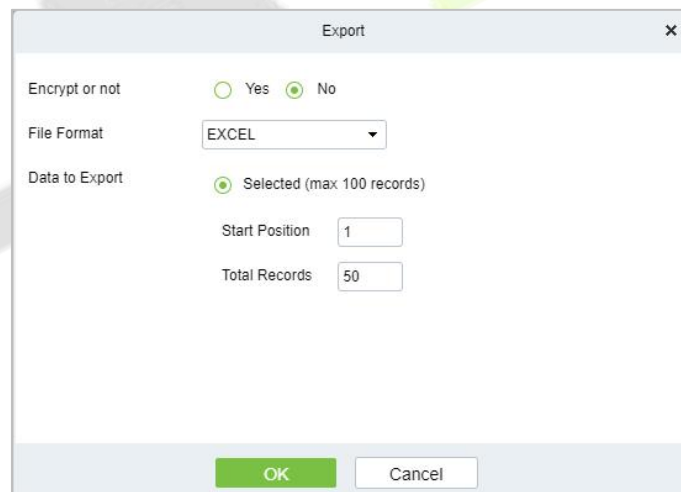 Export
Encrypt or not Yes No
File Format EXCEL
Data to Export Selected (max 100 records)
Start Position 1
Total Records 50
OK Cancel